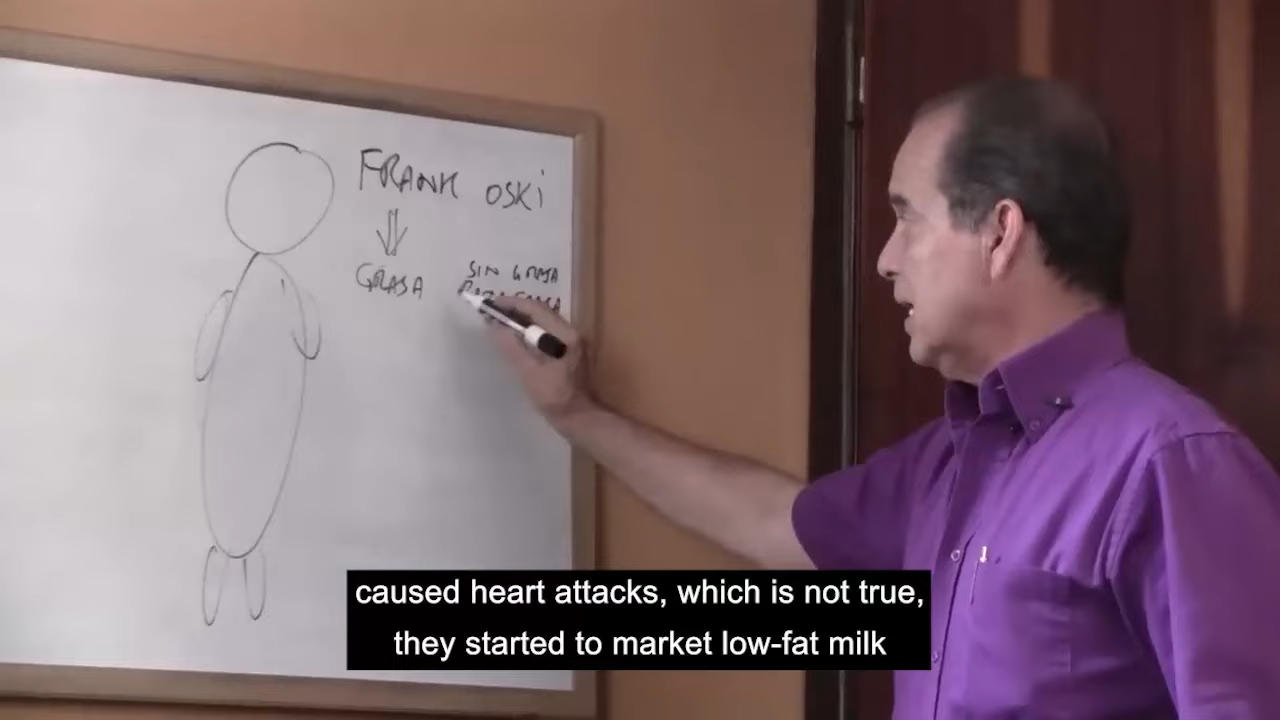 FRANK OSKI
GRASA
SIN GRASA
caused heart attacks, which is not true,
they started to market low-fat milk